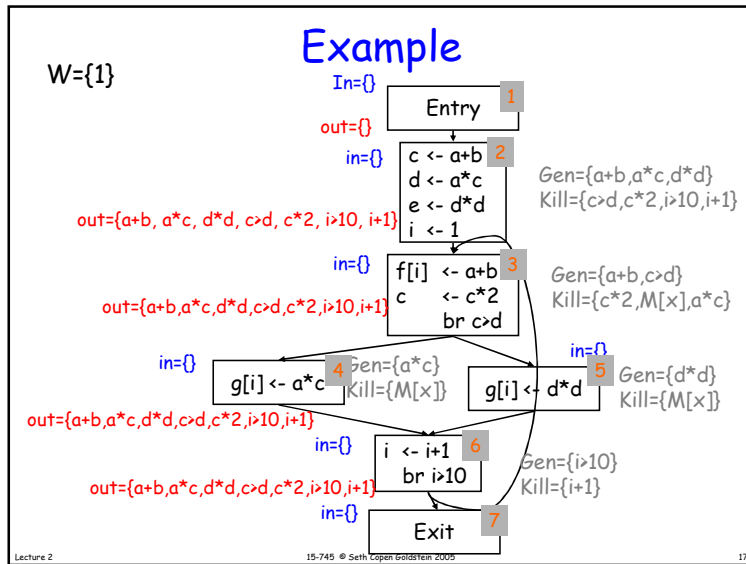 Example
W={1}
In={}
1
Entry
out={}
in={}
2
c <- a+b
d <- a*c
e <- d*d
i <- 1
Gen={a+b,a*c,d*d}
Kill={c>d,c*2,i>10,i+1}
out={a+b, a*c, d*d, c>d, c*2, i>10, i+1}
in={}
3
f[i] <- a+b
c <- c*2
br c>d
Gen={a+b,c>d}
Kill={c*2,M[x],a*c}
out={a+b,a*c,d*d,c>d,c*2,i>10,i+1}
in={}
4
g[i] <- a*c
Gen={a*c}
Kill={M[x]}
in={}
5
g[i] <- d*d
Gen={d*d}
Kill={M[x]}
out={a+b,a*c,d*d,c>d,c*2,i>10,i+1}
in={}
6
i <- i+1
br i>10
Gen={i>10}
Kill={i+1}
out={a+b,a*c,d*d,c>d,c*2,i>10,i+1}
in={}
7
Exit
Lecture 2
15-745 © Seth Copen Goldstein 2005
17